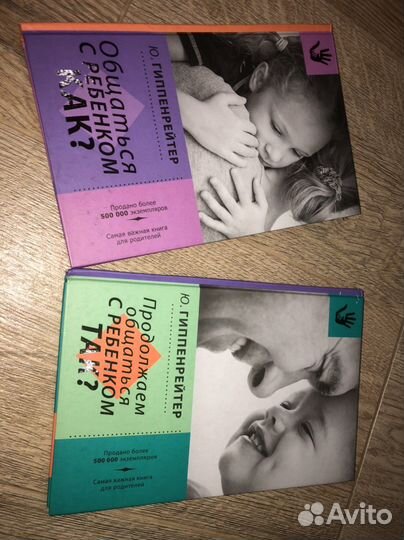 Ю. ГИППЕНРЕЙТЕР
Общаться
с ребенком
КАК?
Продано более
500 000 экземпляров
Самая важная книга
для родителей
Ю. ГИППЕНРЕЙТЕР
Продолжаем
общаться
с ребенком
ТАК?
Продано более
500 000 экземпляров
Самая важная книга
для родителей
Avito